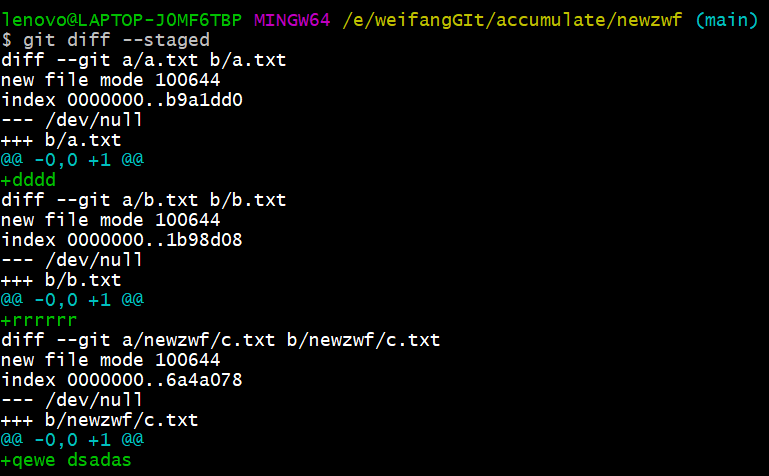 lenovo@LAPTOP-JOMF6TBP MINGW64 /e/weifangGIt/accumulate/newzwf (main)
$ git diff --staged
diff --git a/a.txt b/a.txt
new file mode 100644
index 0000000..b9a1dd0
--- /dev/null
+++ b/a.txt
@@ -0,0 +1 @@
+dddd
diff --git a/b.txt b/b.txt
new file mode 100644
index 0000000..1b98d08
--- /dev/null
+++ b/b.txt
@@ -0,0 +1 @@
+rrrrrr
diff --git a/newzwf/c.txt b/newzwf/c.txt
new file mode 100644
index 0000000..6a4a078
--- /dev/null
+++ b/newzwf/c.txt
@@ -0,0 +1 @@
+qewe dsadas